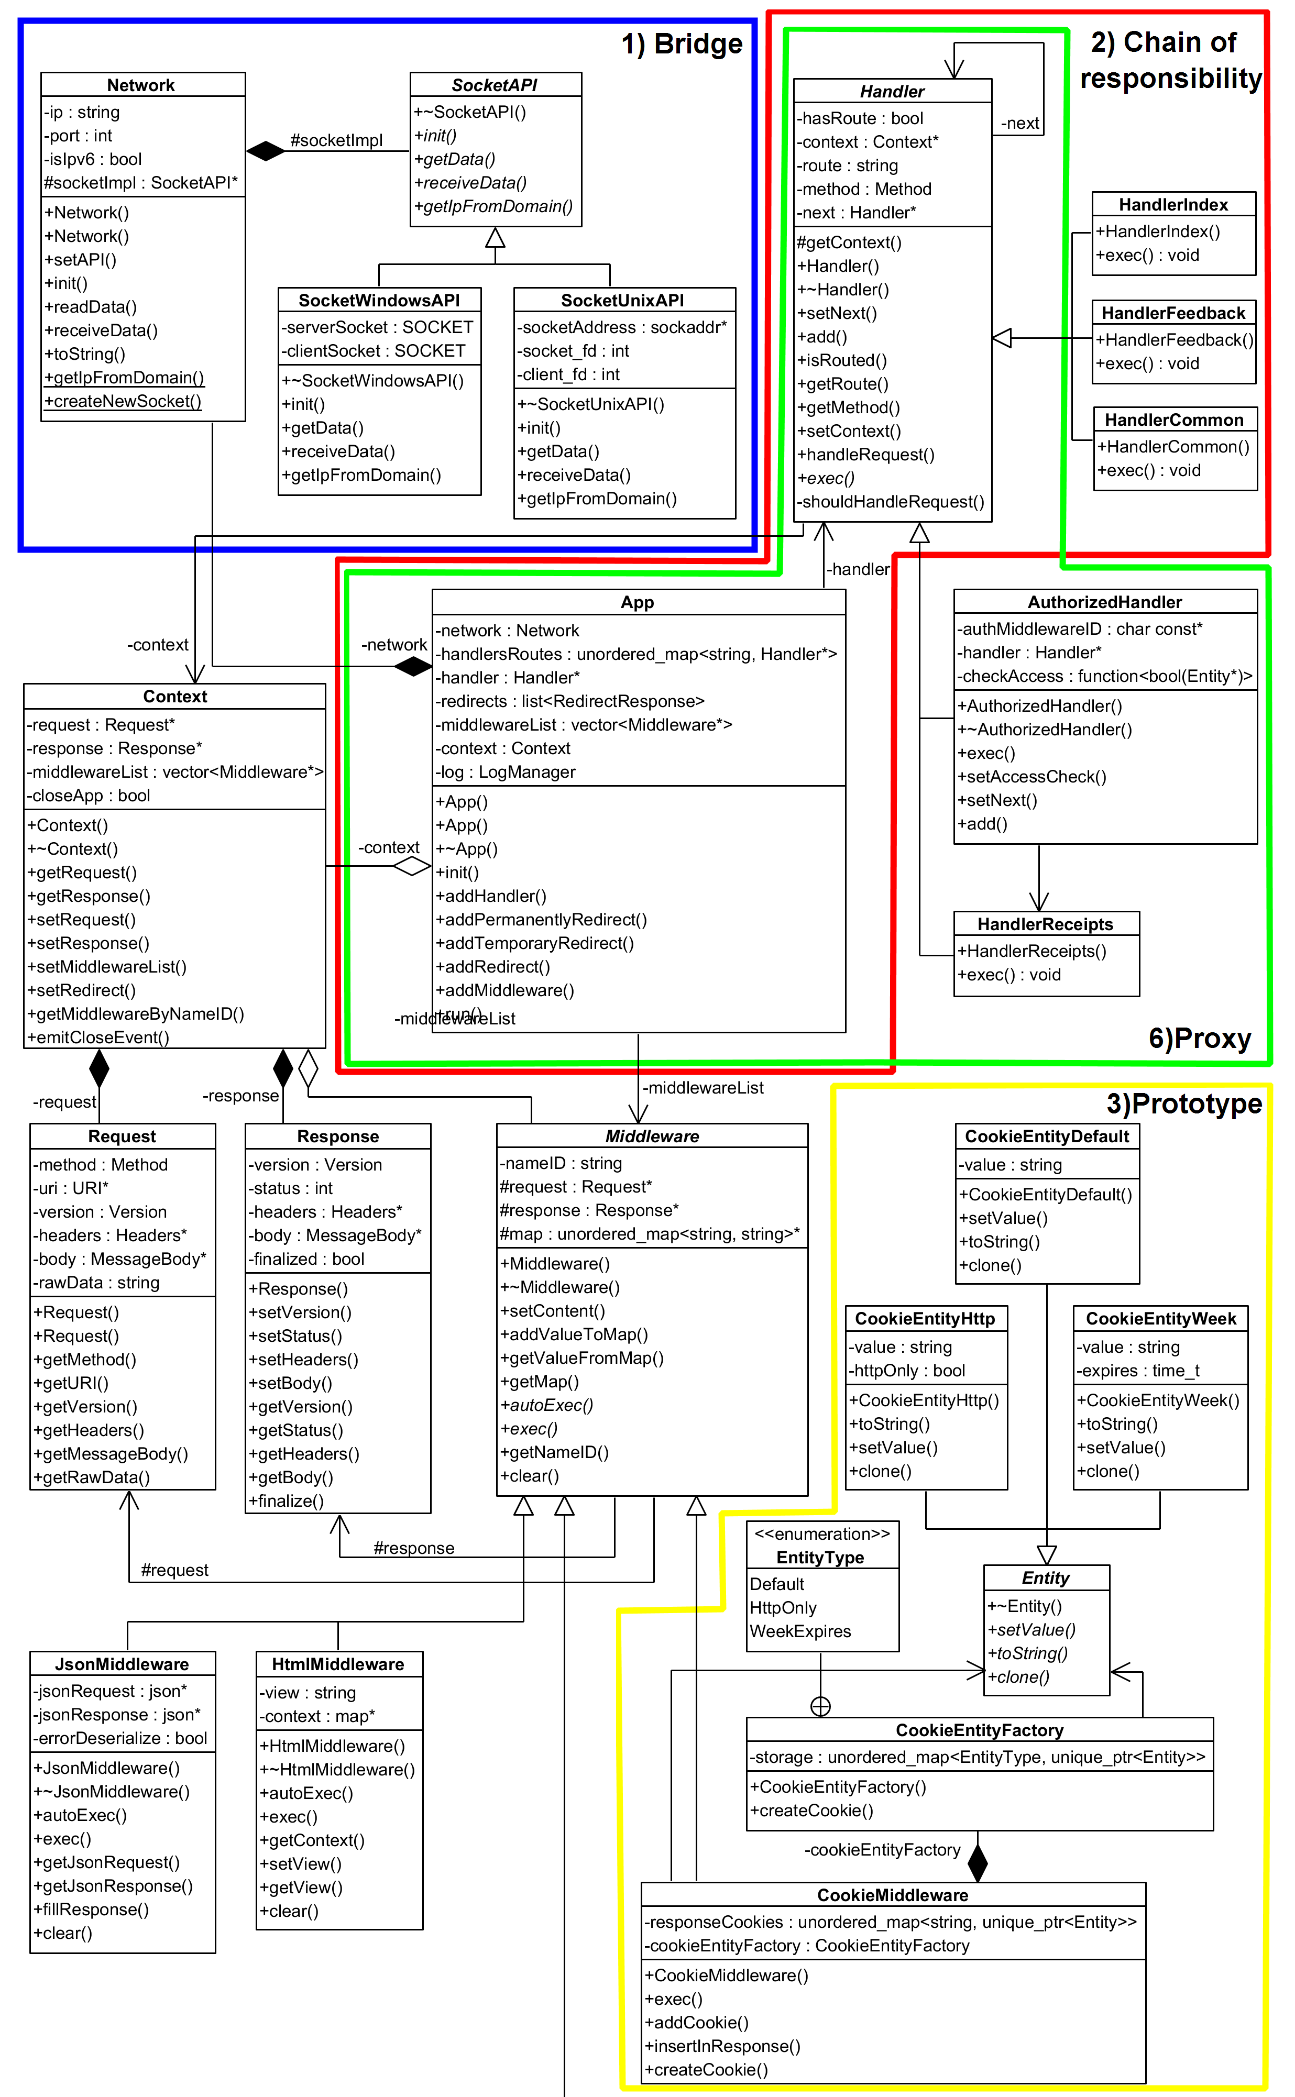 1) Bridge
Network
-ip : string
-port : int
-isIpv6 : bool
#socketImpl : SocketAPI*
+Network()
+Network()
+setAPI()
+init()
+readData()
+receiveData()
+toString()
+getIpFromDomain()
+createNewSocket()
#socketImpl
SocketAPI
+~SocketAPI()
+init()
+getData()
+receiveData()
+getIpFromDomain()
SocketWindowsAPI
-serverSocket : SOCKET
-clientSocket : SOCKET
+~SocketWindowsAPI()
+init()
+getData()
+receiveData()
+getIpFromDomain()
SocketUnixAPI
-socketAddress : sockaddr*
-socket_fd : int
-client_fd : int
+~SocketUnixAPI()
+init()
+getData()
+receiveData()
+getIpFromDomain()
2) Chain of
responsibility
Handler
-hasRoute : bool
-context : Context*
-route : string
-method : Method
-next : Handler*
#getContext()
+Handler()
+~Handler()
+setNext()
+add()
+isRouted()
+getRoute()
+getMethod()
+setContext()
+handleRequest()
+exec()
-shouldHandleRequest()
-next
HandlerIndex
+HandlerIndex()
+exec() : void
HandlerFeedback
+HandlerFeedback()
+exec() : void
HandlerCommon
+HandlerCommon()
+exec() : void
-handler
-context
-network
App
-network : Network
-handlersRoutes : unordered_map<string, Handler*>
-handler : Handler*
-redirects : list<RedirectResponse>
-middlewareList : vector<Middleware*>
-context : Context
-log : LogManager
+App()
+App()
+~App()
+init()
+addHandler()
+addPermanentlyRedirect()
+addTemporaryRedirect()
+addRedirect()
+addMiddleware()
+run()
-middlewareList
AuthorizedHandler
-authMiddlewareID : char const*
-handler : Handler*
-checkAccess : function<bool(Entity*)>
+AuthorizedHandler()
+~AuthorizedHandler()
+exec()
+setAccessCheck()
+setNext()
+add()
HandlerReceipts
+HandlerReceipts()
+exec() : void
6)Proxy
Context
-request : Request*
-response : Response*
-middlewareList : vector<Middleware*>
-closeApp : bool
+Context()
+~Context()
+getRequest()
+getResponse()
+setRequest()
+setResponse()
+setMiddlewareList()
+setRedirect()
+getMiddlewareByNameID()
+emitCloseEvent()
-context
-request
-response
-middlewareList
Request
-method : Method
-uri : URI*
-version : Version
-headers : Headers*
-body : MessageBody*
-rawData : string
+Request()
+Request()
+getMethod()
+getURI()
+getVersion()
+getHeaders()
+getMessageBody()
+getRawData()
Response
-version : Version
-status : int
-headers : Headers*
-body : MessageBody*
-finalized : bool
+Response()
+setVersion()
+setStatus()
+setHeaders()
+setBody()
+getVersion()
+getStatus()
+getHeaders()
+getBody()
+finalize()
Middleware
-nameID : string
#request : Request*
#response : Response*
#map : unordered_map<string, string>*
+Middleware()
+~Middleware()
+setContent()
+addValueToMap()
+getValueFromMap()
+getMap()
+autoExec()
+exec()
+getNameID()
+clear()
#response
#request
3)Prototype
CookieEntityDefault
-value : string
+CookieEntityDefault()
+setValue()
+toString()
+clone()
CookieEntityHttp
-value : string
-httpOnly : bool
+CookieEntityHttp()
+toString()
+setValue()
+clone()
CookieEntityWeek
-value : string
-expires : time_t
+CookieEntityWeek()
+toString()
+setValue()
+clone()
<<enumeration>>
EntityType
Default
HttpOnly
WeekExpires
Entity
+~Entity()
+setValue()
+toString()
+clone()
JsonMiddleware
-jsonRequest : json*
-jsonResponse : json*
-errorDeserialize : bool
+JsonMiddleware()
+~JsonMiddleware()
+autoExec()
+exec()
+getJsonRequest()
+getJsonResponse()
+fillResponse()
+clear()
HtmlMiddleware
-view : string
-context : map*
+HtmlMiddleware()
+~HtmlMiddleware()
+autoExec()
+exec()
+getContext()
+setView()
+getView()
+clear()
CookieEntityFactory
-storage : unordered_map<EntityType, unique_ptr<Entity>>
+CookieEntityFactory()
+createCookie()
-cookieEntityFactory
CookieMiddleware
-responseCookies : unordered_map<string, unique_ptr<Entity>>
-cookieEntityFactory : CookieEntityFactory
+CookieMiddleware()
+exec()
+addCookie()
+insertInResponse()
+createCookie()